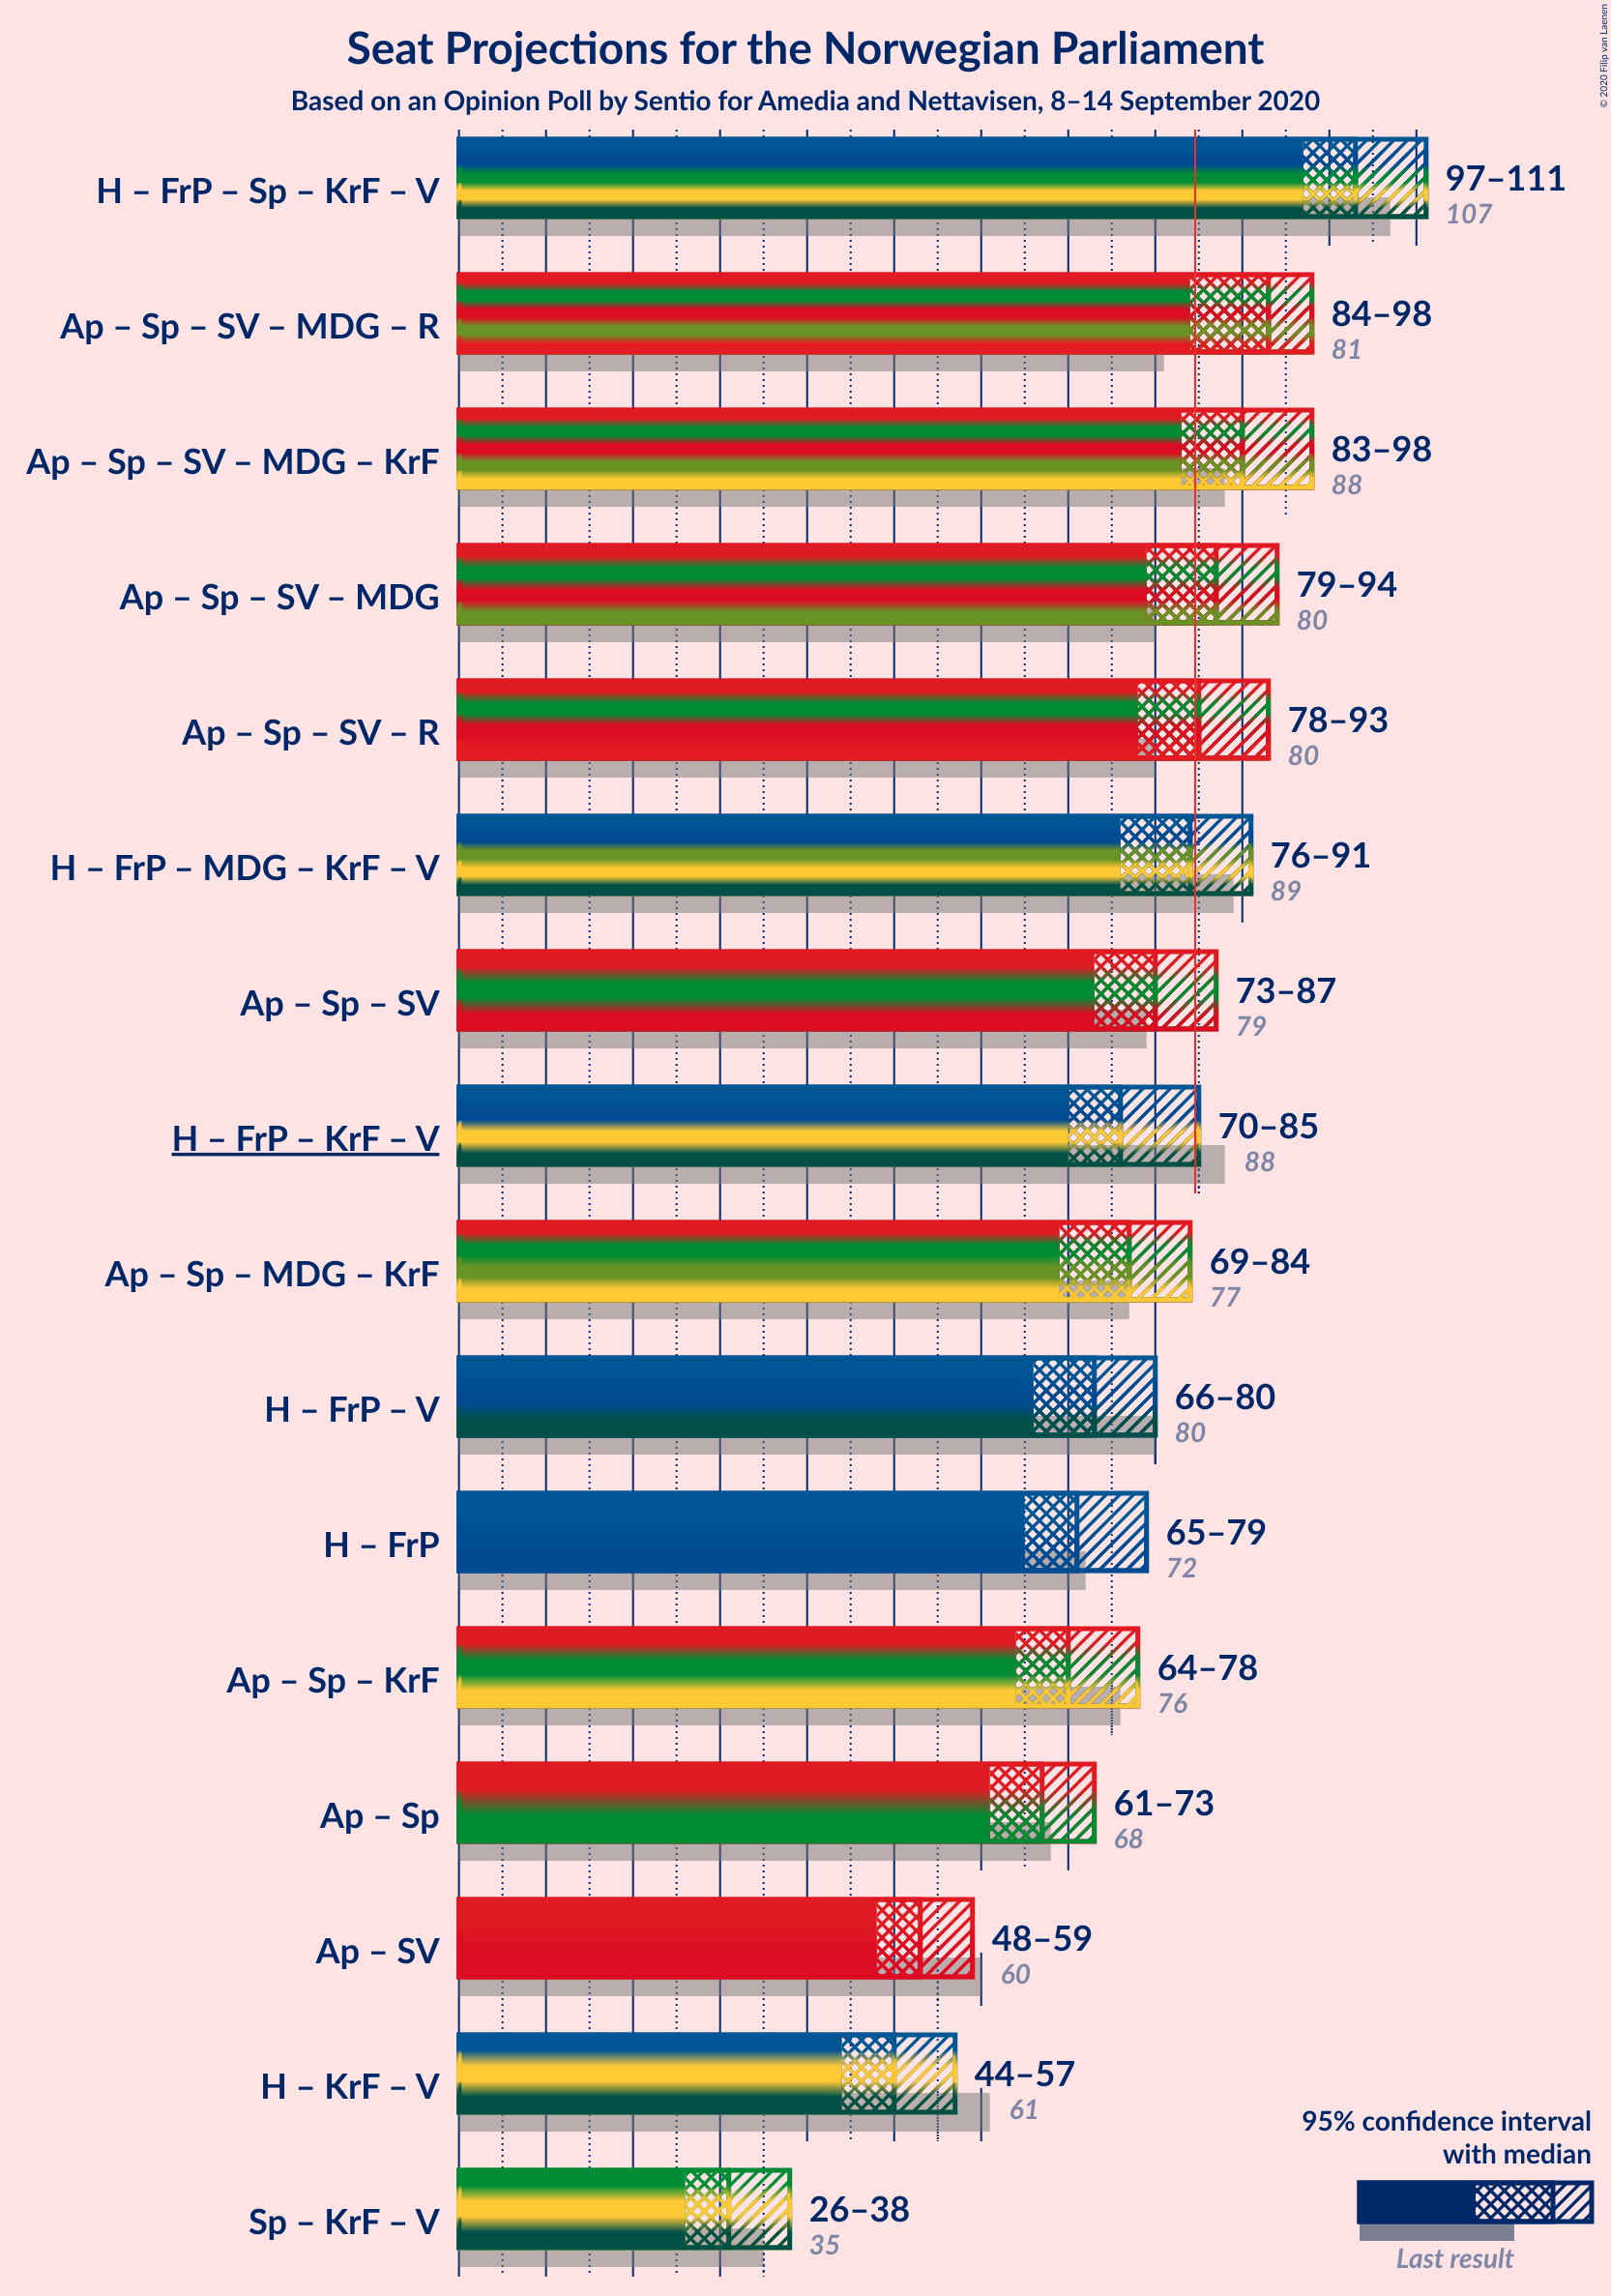 Seat Projections for the Norwegian Parliament
Based on an Opinion Poll by Sentio for Amedia and Nettavisen, 8–14 September 2020
© 2020 Filip van Laenen
H – FrP – Sp – KrF – V
97–111
107
Ap – Sp – SV – MDG – R
84–98
81
Ap – Sp – SV – MDG – KrF
83–98
88
Ap – Sp – SV – MDG
79–94
80
Ap – Sp – SV – R
78–93
80
H – FrP – MDG – KrF – V
76–91
89
Ap – Sp – SV
73–87
79
H – FrP – KrF – V
70–85
88
Ap – Sp – MDG – KrF
69–84
77
H – FrP – V
66–80
80
H – FrP
65–79
72
Ap – Sp – KrF
64–78
76
Ap – Sp
61–73
68
Ap – SV
48–59
60
H – KrF – V
44–57
61
Sp – KrF – V
26–38
35
95% confidence interval
with median
Last result